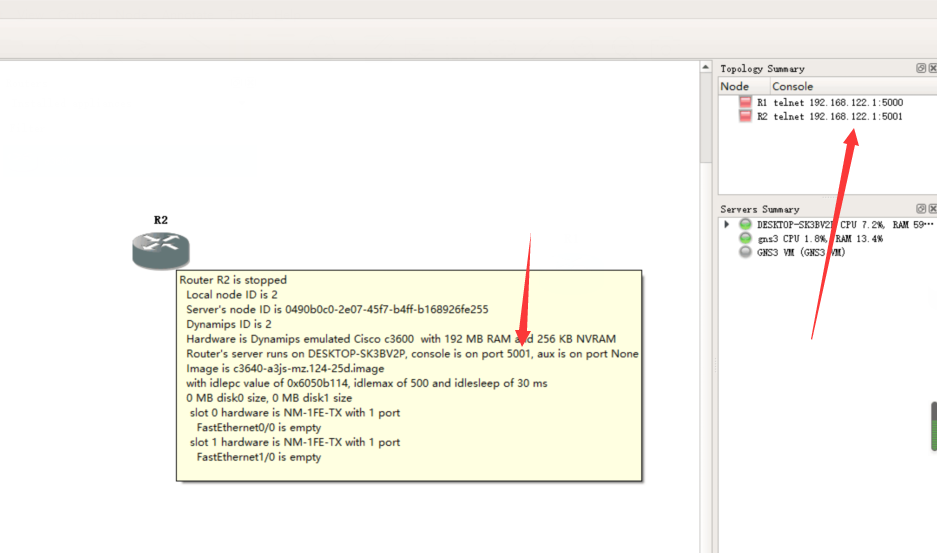 Topology Summary
Node Console
R1 telnet 192.168.122.1:5000
R2 telnet 192.168.122.1:5001
Servers Summary
DESKTOP-SK3BV2P CPU 7.2%, RAM 59...
gns3 CPU 1.8%, RAM 13.4%
GNS3 VM (GNS3 VM)
R2
Router R2 is stopped
Local node ID is 2
Server's node ID is 0490b0c0-2e07-45f7-b4ff-b168926fe255
Dynamips ID is 2
Hardware is Dynamips emulated Cisco c3600 with 192 MB RAM and 256 KB NVRAM
Router's server runs on DESKTOP-SK3BV2P, console is on port 5001, aux is on port None
Image is c3640-a3js-mz.124-25d.image
with idlepc value of 0x6050b114, idlemax of 500 and idlesleep of 30 ms
0 MB disk0 size, 0 MB disk1 size
slot 0 hardware is NM-1FE-TX with 1 port
FastEthernet0/0 is empty
slot 1 hardware is NM-1FE-TX with 1 port
FastEthernet1/0 is empty